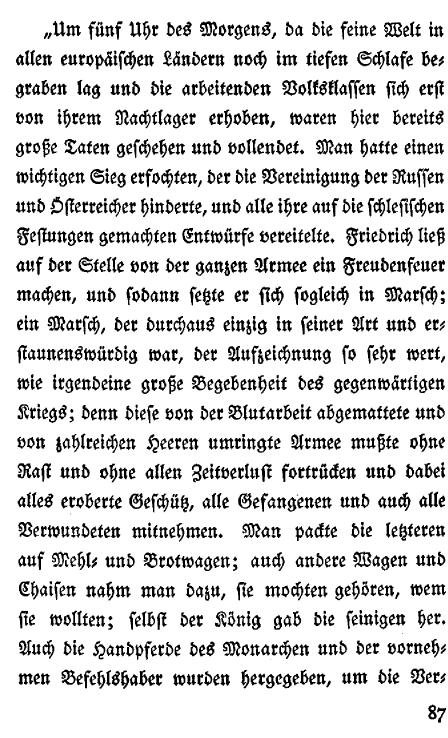 „Um fünf Uhr des Morgens, da die feine Welt in
allen europäischen Ländern noch im tiefen Schlafe be-
graben lag und die arbeitenden Volksklassen sich erst
von ihrem Nachtlager erhoben, waren hier bereits
große Taten geschehen und vollendet. Man hatte einen
wichtigen Sieg erfochten, der die Vereinigung der Russen
und Österreicher hinderte, und alle ihre auf die schlesischen
Festungen gemachten Entwürfe vereitelte. Friedrich ließ
auf der Stelle von der ganzen Armee ein Freudenfeuer
machen, und sodann setzte er sich sogleich in Marsch;
ein Marsch, der durchaus einzig in seiner Art und er-
staunenswürdig war, der Aufzeichnung so sehr wert,
wie irgendeine große Begebenheit des gegenwärtigen
Kriegs; denn diese von der Blutarbeit abgemattete und
von zahlreichen Heeren umringte Armee mußte ohne
Rast und ohne allen Zeitverlust fortrücken und dabei
alles eroberte Geschütz, alle Gefangenen und auch alle
Verwundeten mitnehmen. Man packte die letzteren
auf Mehl- und Brotwagen; auch andere Wagen und
Chaisen nahm man dazu, sie mochten gehören, wem
sie wollten; selbst der König gab die seinigen her.
Auch die Handpferde des Monarchen und der vorneh-
men Befehlshaber wurden hergegeben, um die Ver-
87